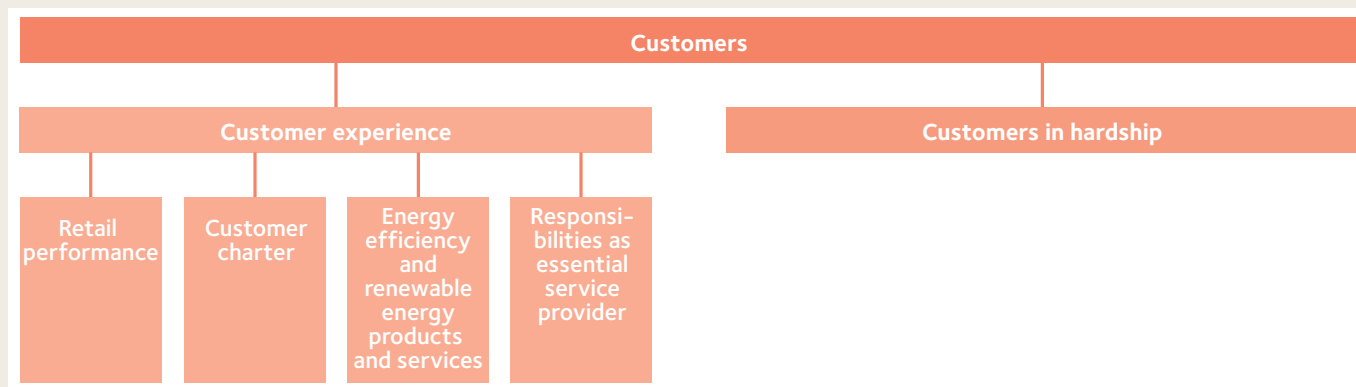 Customers
Customer experience
Customers in hardship
Retail
performance
Customer
charter
Energy
efficiency
and
renewable
energy
products
and services
Responsi-
bilities as
essential
service
provider